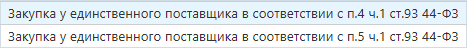 Закупка у единственного поставщика в соответствии с п.4 ч.1 ст.93 44-ФЗ
Закупка у единственного поставщика в соответствии с п.5 ч.1 ст.93 44-ФЗ